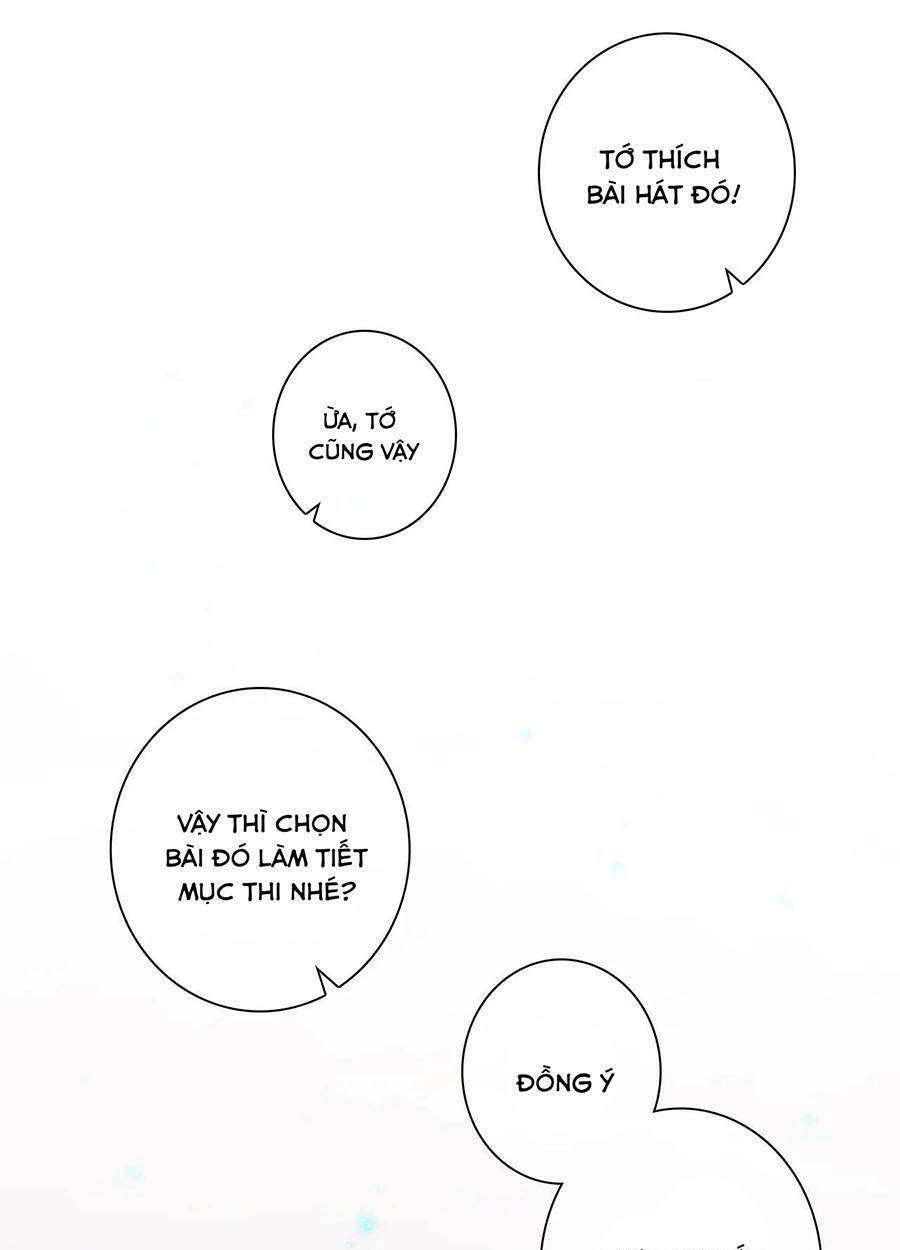 TỚ THÍCH
BÀI HÁT ĐÓ!
ỪA, TỚ
CŨNG VẬY
VẬY THÌ CHỌN
BÀI ĐÓ LÀM TIẾT
MỤC THI NHÉ?
ĐỒNG Ý